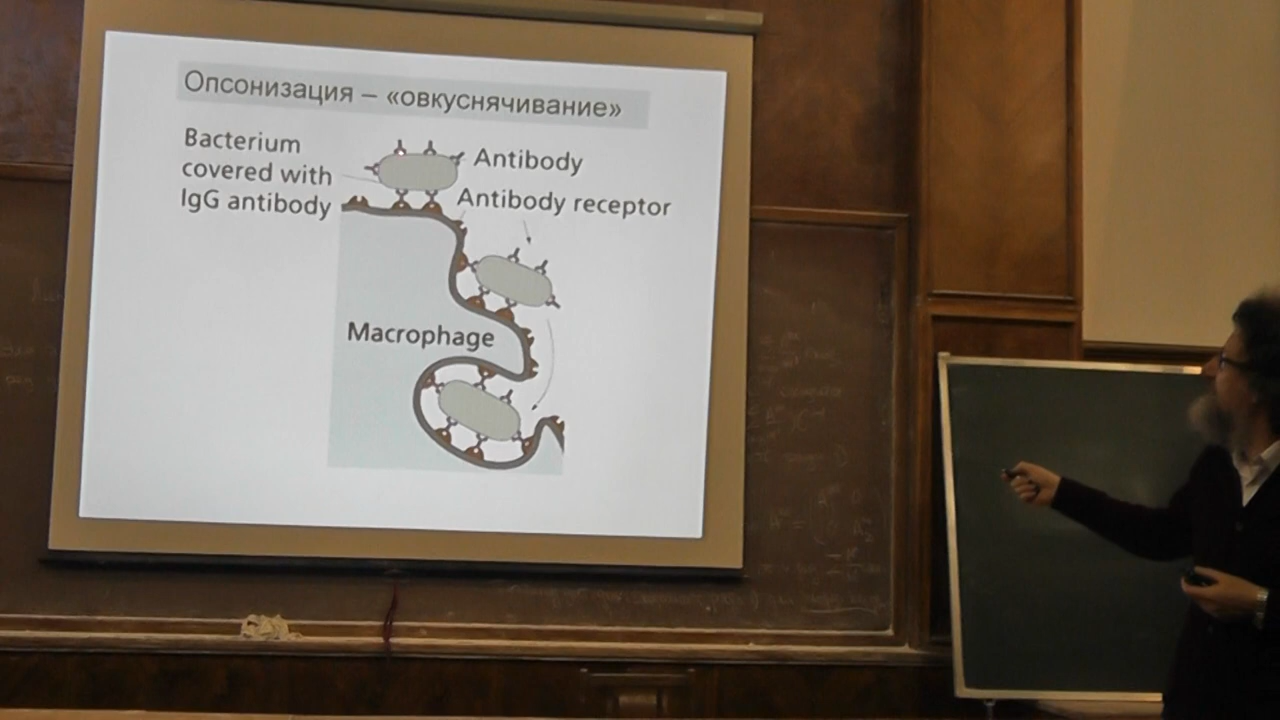 Опсонизация – «овкуснячивание»
Bacterium
covered with
IgG antibody
Antibody
Antibody receptor
Macrophage